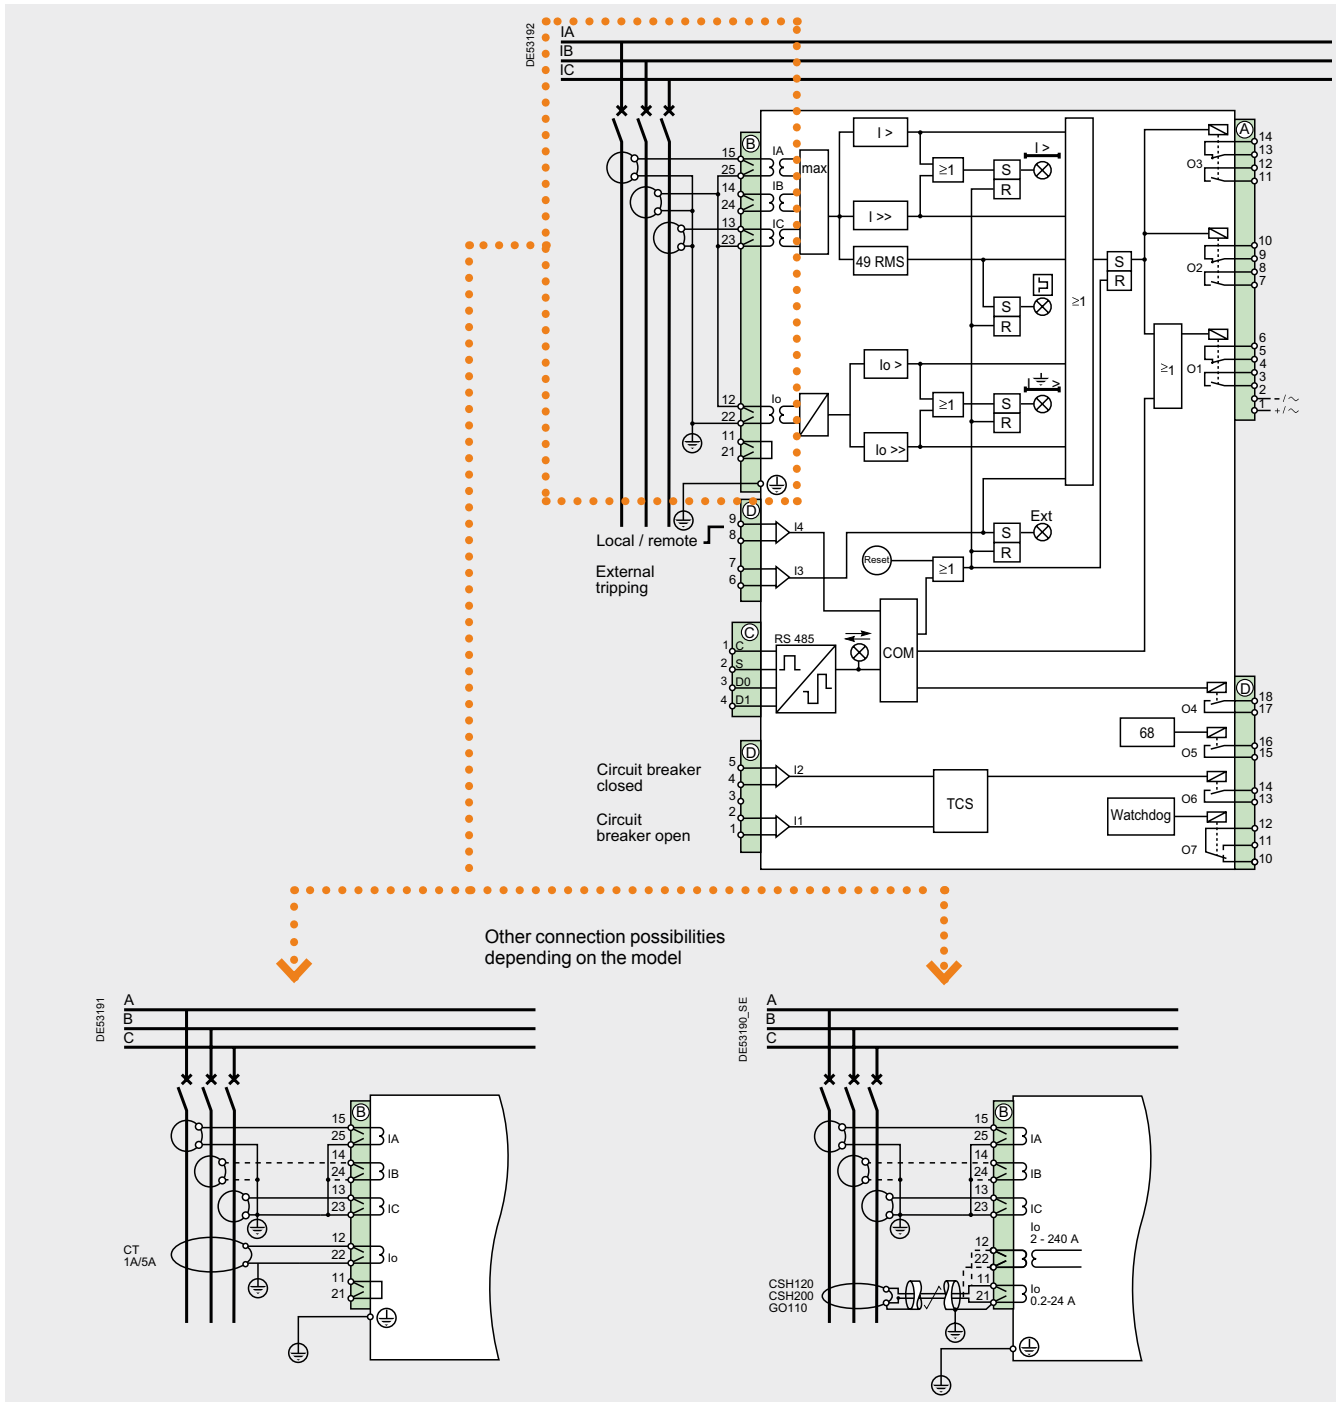 DE53192
IA
IB
IC
B
15
25
14
24
13
23
12
22
11
21
IA
IB
IC
Io
max
I >
I >>
49 RMS
Io >
Io >>
≥1
S
R
I >
S
R
≥1
S
R
I >
≥1
S
R
≥1
A
14
13
12
11
O3
10
9
8
7
O2
6
5
4
3
2
1
O1
- / ~
+ / ~
D
9
8
7
6
Local / remote
External
tripping
I4
I3
Reset
≥1
S
R
Ext
C
1
2
3
4
C
S
D0
D1
RS 485
COM
D
5
4
3
2
1
Circuit breaker
closed
Circuit
breaker open
I2
I1
TCS
68
Watchdog
D
18
17
O4
16
15
O5
14
13
O6
12
11
10
O7
Other connection possibilities
depending on the model
DE53191
A
B
C
B
15
25
14
24
13
23
12
22
11
21
IA
IB
IC
Io
CT
1A/5A
DE53190_SE
A
B
C
B
15
25
14
24
13
23
12
22
11
21
IA
IB
IC
Io
2 - 240 A
Io
0.2-24 A
CSH120
CSH200
GO110